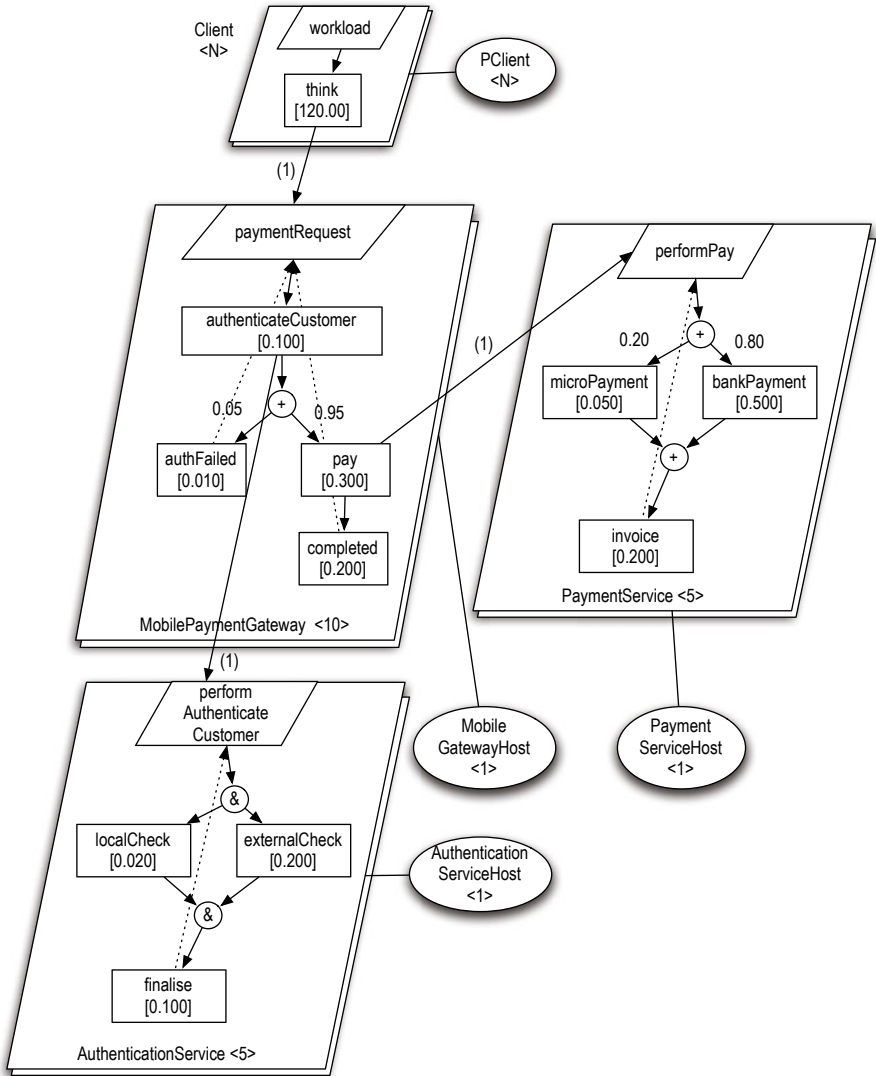 Client
<N>
workload
think
[120.00]
PClient
<N>
(1)
paymentRequest
authenticateCustomer
[0.100]
+
0.05
0.95
authFailed
[0.010]
pay
[0.300]
completed
[0.200]
MobilePaymentGateway <10>
(1)
performPay
+
0.20
0.80
microPayment
[0.050]
bankPayment
[0.500]
+
invoice
[0.200]
PaymentService <5>
(1)
perform
Authenticate
Customer
&
localCheck
[0.020]
externalCheck
[0.200]
&
finalise
[0.100]
AuthenticationService <5>
Mobile
GatewayHost
<1>
Payment
ServiceHost
<1>
Authentication
ServiceHost
<1>